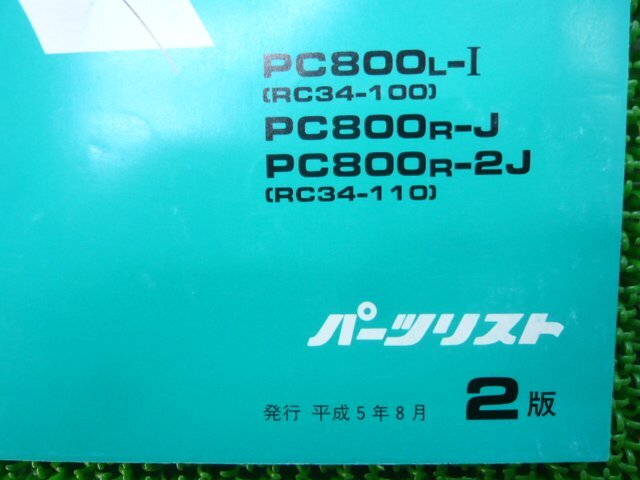 PC800L-I
(RC34-100)
PC800R-J
PC800R-2J
(RC34-110)
パーツリスト
発行 平成5年8月 2版